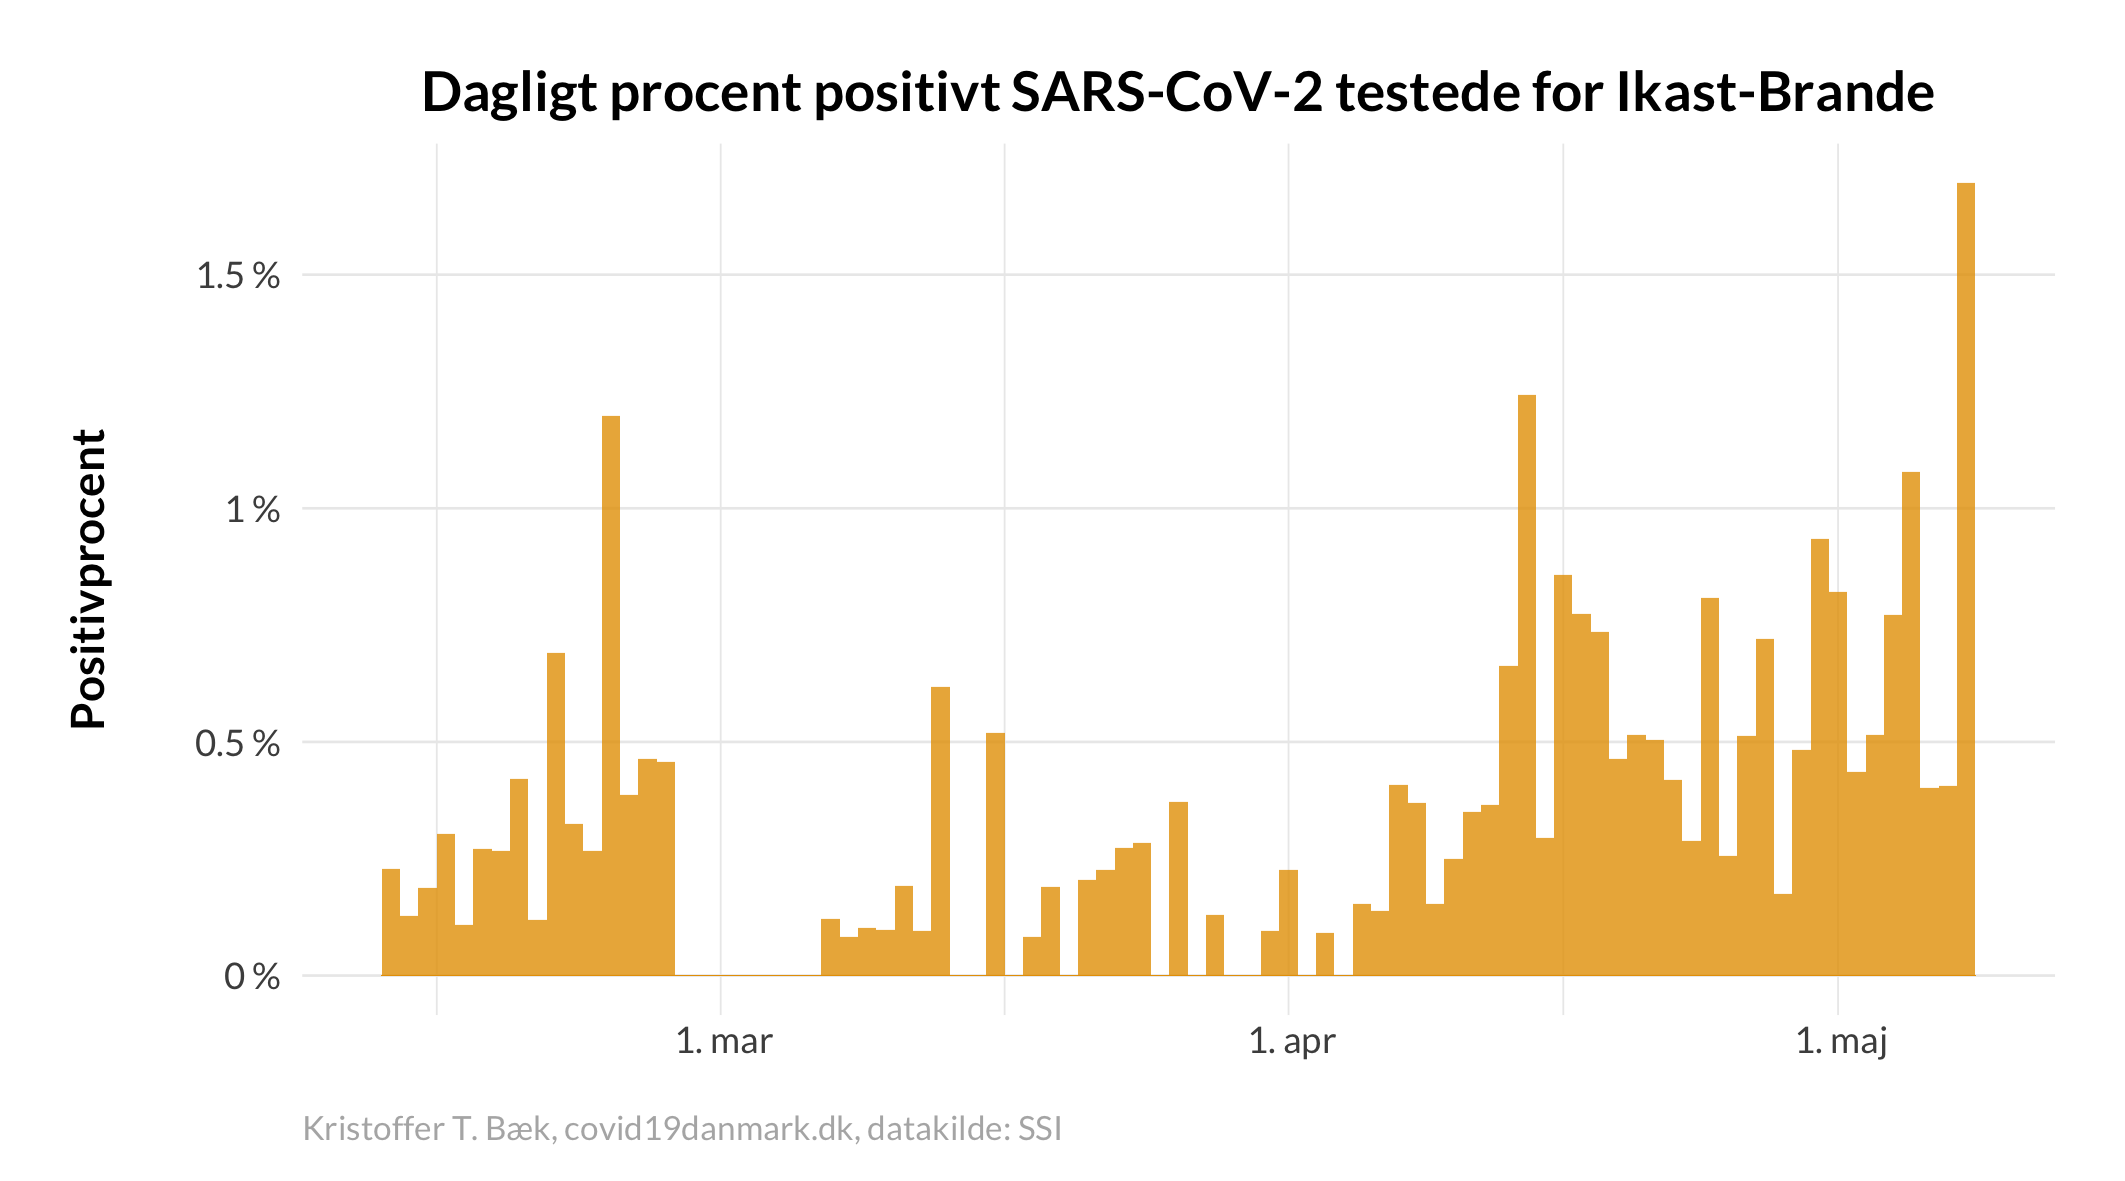 Dagligt procent positivt SARS-CoV-2 testede for Ikast-Brande
Positivprocent
1.5 %
1 %
0.5 %
0 %
1. mar
1. apr
1. maj
Kristoffer T. Bæk, covid19danmark.dk, datakilde: SSI